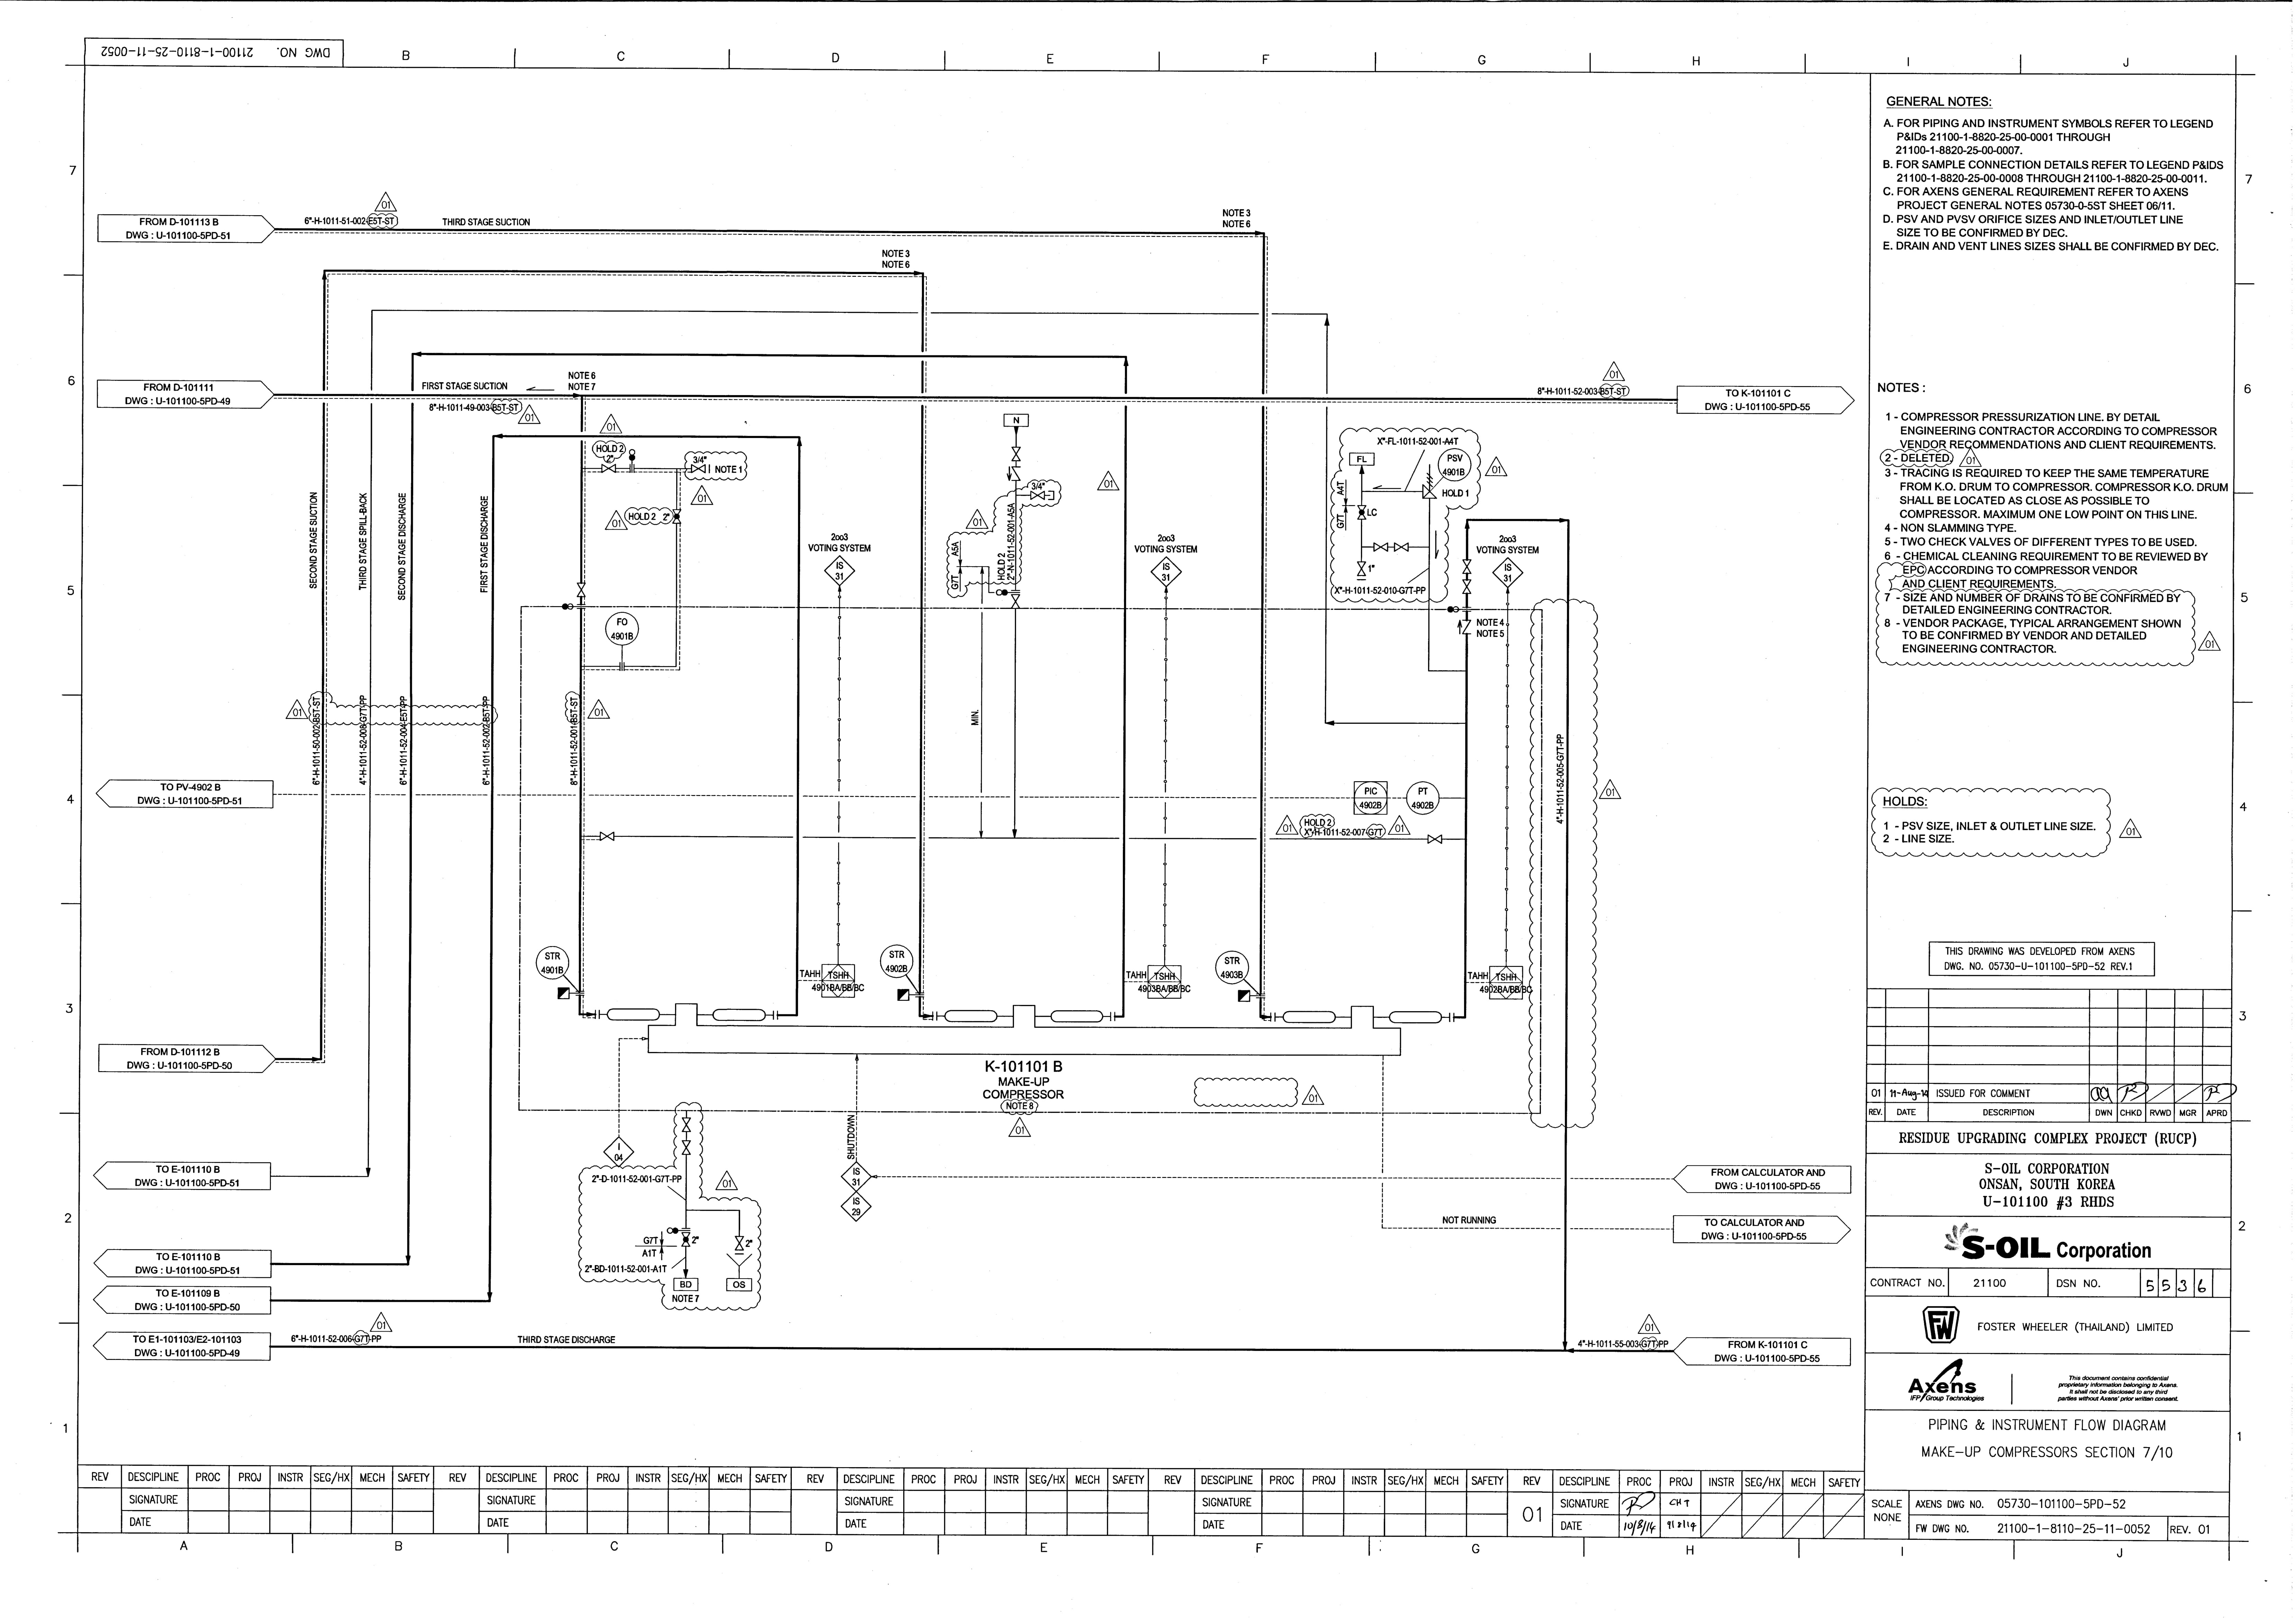 DWG NO. 21100-1-8110-25-11-0052
B
C
D
E
F
G
H
I
J
7
6
5
4
3
2
1
FROM D-101113 B
DWG : U-101100-5PD-51
6"-H-1011-51-002-E5T-ST
01
THIRD STAGE SUCTION
NOTE 3
NOTE 6
NOTE 3
NOTE 6
FROM D-101111
DWG : U-101100-5PD-49
FIRST STAGE SUCTION
8"-H-1011-49-003-B5T-ST
01
NOTE 6
NOTE 7
8"-H-1011-52-003-B5T-ST
01
TO K-101101 C
DWG : U-101100-5PD-55
01
HOLD 2
2"
3/4"
NOTE 1
01
HOLD 2 2"
01
N
3/4"
01
01
A5A
G7T
HOLD 2
2"-N-1011-52-001-A5A
X"-FL-1011-52-001-A4T
FL
PSV
4901B
01
HOLD 1
A4T
G7T
LC
1"
X"-H-1011-52-010-G7T-PP
SECOND STAGE SUCTION
THIRD STAGE SPILL-BACK
SECOND STAGE DISCHARGE
FIRST STAGE DISCHARGE
2oo3
VOTING SYSTEM
IS
31
2oo3
VOTING SYSTEM
IS
31
2oo3
VOTING SYSTEM
IS
31
FO
4901B
NOTE 4
NOTE 5
01
6"-H-1011-50-002-B5T-ST
4"-H-1011-52-008-G7T-PP
6"-H-1011-52-004-E5T-PP
6"-H-1011-52-002-B5T-PP
8"-H-1011-52-001-B5T-ST
01
MIN.
4"-H-1011-52-005-G7T-PP
01
TO PV-4902 B
DWG : U-101100-5PD-51
PIC
4902B
PT
4902B
01
HOLD 2
X"-H-1011-52-007-G7T
01
STR
4901B
TAHH
TSHH
4901BA/BB/BC
STR
4902B
TAHH
TSHH
4903BA/BB/BC
STR
4903B
TAHH
TSHH
4902BA/BB/BC
FROM D-101112 B
DWG : U-101100-5PD-50
K-101101 B
MAKE-UP
COMPRESSOR
NOTE 8
01
01
SHUTDOWN
I
04
IS
31
IS
29
2"-D-1011-52-001-G7T-PP
01
G7T
A1T
2"
2"
2"-BD-1011-52-001-A1T
BD
OS
NOTE 7
TO E-101110 B
DWG : U-101100-5PD-51
TO E-101110 B
DWG : U-101100-5PD-51
TO E-101109 B
DWG : U-101100-5PD-50
TO E1-101103/E2-101103
DWG : U-101100-5PD-49
6"-H-1011-52-006-G7T-PP
01
THIRD STAGE DISCHARGE
FROM CALCULATOR AND
DWG : U-101100-5PD-55
NOT RUNNING
TO CALCULATOR AND
DWG : U-101100-5PD-55
01
4"-H-1011-55-003-G7T-PP
FROM K-101101 C
DWG : U-101100-5PD-55
GENERAL NOTES:
A. FOR PIPING AND INSTRUMENT SYMBOLS REFER TO LEGEND
P&IDs 21100-1-8820-25-00-0001 THROUGH
21100-1-8820-25-00-0007.
B. FOR SAMPLE CONNECTION DETAILS REFER TO LEGEND P&IDS
21100-1-8820-25-00-0008 THROUGH 21100-1-8820-25-00-0011.
C. FOR AXENS GENERAL REQUIREMENT REFER TO AXENS
PROJECT GENERAL NOTES 05730-0-5ST SHEET 06/11.
D. PSV AND PVSV ORIFICE SIZES AND INLET/OUTLET LINE
SIZE TO BE CONFIRMED BY DEC.
E. DRAIN AND VENT LINES SIZES SHALL BE CONFIRMED BY DEC.
NOTES :
1 - COMPRESSOR PRESSURIZATION LINE. BY DETAIL
ENGINEERING CONTRACTOR ACCORDING TO COMPRESSOR
VENDOR RECOMMENDATIONS AND CLIENT REQUIREMENTS.
2 - DELETED. 01
3 - TRACING IS REQUIRED TO KEEP THE SAME TEMPERATURE
FROM K.O. DRUM TO COMPRESSOR. COMPRESSOR K.O. DRUM
SHALL BE LOCATED AS CLOSE AS POSSIBLE TO
COMPRESSOR. MAXIMUM ONE LOW POINT ON THIS LINE.
4 - NON SLAMMING TYPE.
5 - TWO CHECK VALVES OF DIFFERENT TYPES TO BE USED.
6 - CHEMICAL CLEANING REQUIREMENT TO BE REVIEWED BY
EPC ACCORDING TO COMPRESSOR VENDOR
AND CLIENT REQUIREMENTS.
7 - SIZE AND NUMBER OF DRAINS TO BE CONFIRMED BY
DETAILED ENGINEERING CONTRACTOR.
8 - VENDOR PACKAGE, TYPICAL ARRANGEMENT SHOWN
TO BE CONFIRMED BY VENDOR AND DETAILED
ENGINEERING CONTRACTOR.
01
HOLDS:
1 - PSV SIZE, INLET & OUTLET LINE SIZE.
2 - LINE SIZE.
01
THIS DRAWING WAS DEVELOPED FROM AXENS
DWG. NO. 05730-U-101100-5PD-52 REV.1
01 11-Aug-14 ISSUED FOR COMMENT
REV. DATE DESCRIPTION DWN CHKD RVWD MGR APRD
RESIDUE UPGRADING COMPLEX PROJECT (RUCP)
S-OIL CORPORATION
ONSAN, SOUTH KOREA
U-101100 #3 RHDS
S-OIL Corporation
CONTRACT NO. 21100 DSN NO. 5 5 3 6
FW FOSTER WHEELER (THAILAND) LIMITED
Axens
IFP Group Technologies
This document contains confidential
proprietary information belonging to Axens.
It shall not be disclosed to any third
parties without Axens' prior written consent.
PIPING & INSTRUMENT FLOW DIAGRAM
MAKE-UP COMPRESSORS SECTION 7/10
SCALE
NONE
AXENS DWG NO. 05730-101100-5PD-52
FW DWG NO. 21100-1-8110-25-11-0052 REV. 01
REV DESCIPLINE PROC PROJ INSTR SEG/HX MECH SAFETY REV DESCIPLINE PROC PROJ INSTR SEG/HX MECH SAFETY REV DESCIPLINE PROC PROJ INSTR SEG/HX MECH SAFETY REV DESCIPLINE PROC PROJ INSTR SEG/HX MECH SAFETY REV DESCIPLINE PROC PROJ INSTR SEG/HX MECH SAFETY
SIGNATURE SIGNATURE SIGNATURE SIGNATURE 01 SIGNATURE CHT
DATE DATE DATE DATE DATE 10/8/14 9/8/14
A
B
C
D
E
F
G
H
I
J
7
6
5
4
3
2
1